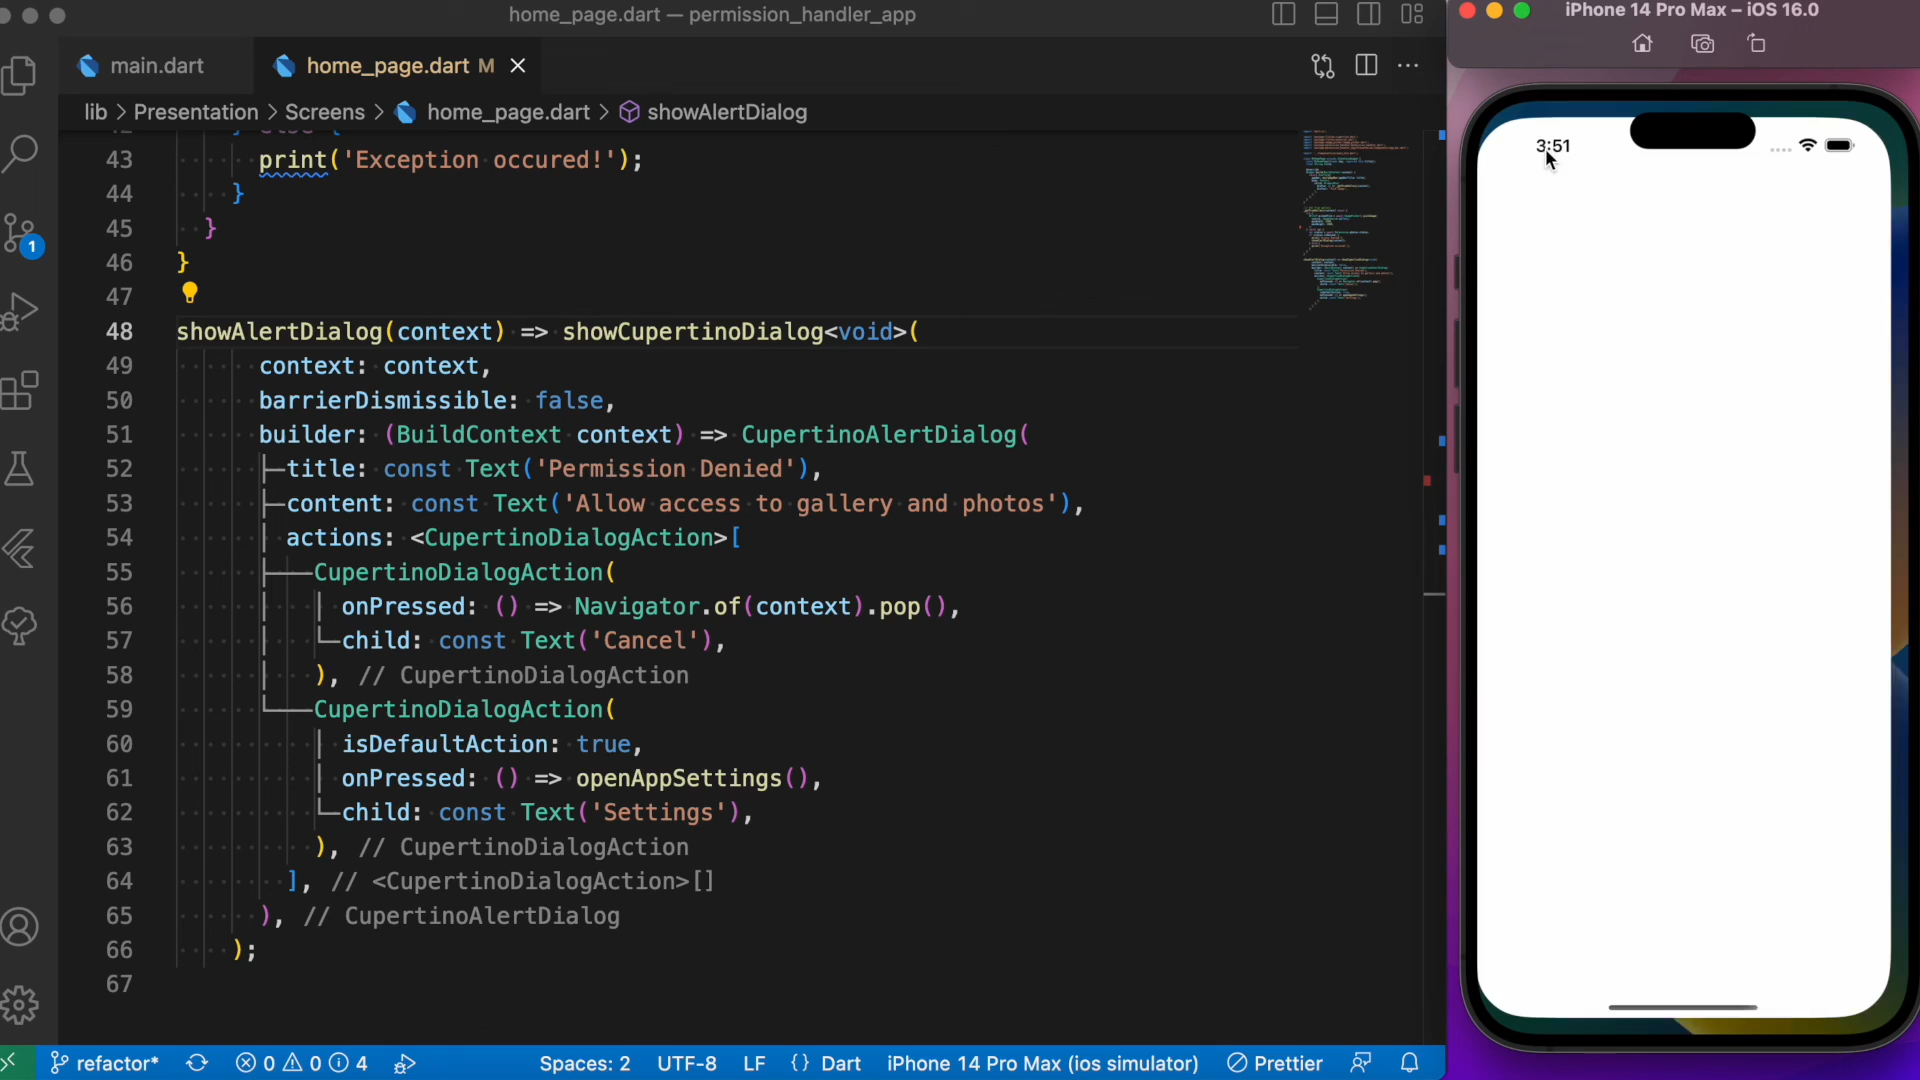 home_page.dart — permission_handler_app
iPhone 14 Pro Max – iOS 16.0
main.dart
home_page.dart M
lib > Presentation > Screens > home_page.dart > showAlertDialog
43 print('Exception occured!');
44 }
45 }
46 }
47
48 showAlertDialog(context) => showCupertinoDialog<void>(
49 context: context,
50 barrierDismissible: false,
51 builder: (BuildContext context) => CupertinoAlertDialog(
52 title: const Text('Permission Denied'),
53 content: const Text('Allow access to gallery and photos'),
54 actions: <CupertinoDialogAction>[
55 CupertinoDialogAction(
56 onPressed: () => Navigator.of(context).pop(),
57 child: const Text('Cancel'),
58 ), // CupertinoDialogAction
59 CupertinoDialogAction(
60 isDefaultAction: true,
61 onPressed: () => openAppSettings(),
62 child: const Text('Settings'),
63 ), // CupertinoDialogAction
64 ], // <CupertinoDialogAction>[]
65 ), // CupertinoAlertDialog
66 );
67
1
3:51
refactor* 0 0 4 Spaces: 2 UTF-8 LF {} Dart iPhone 14 Pro Max (ios simulator) Prettier